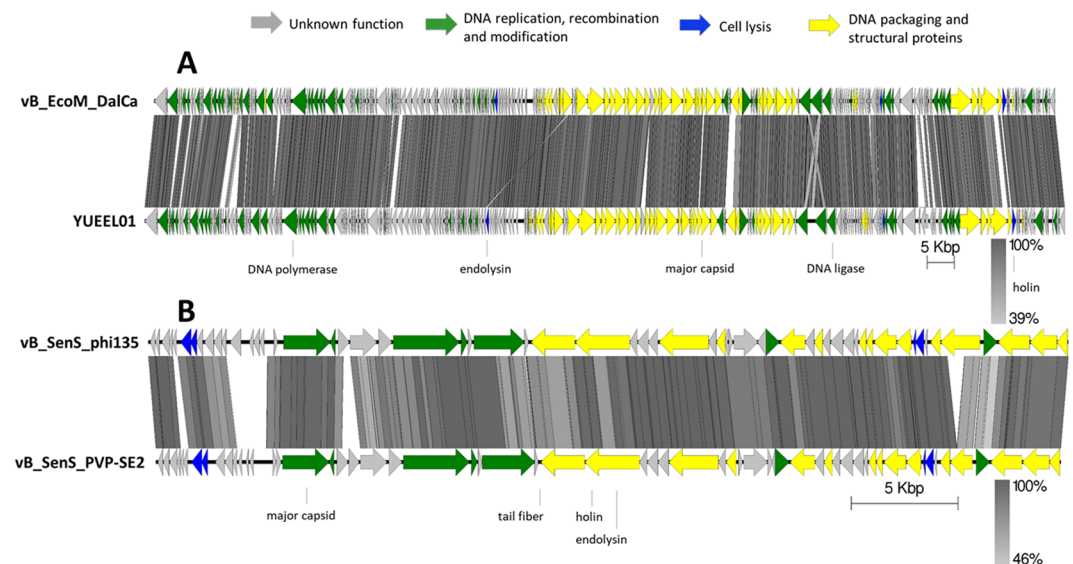 Unknown function
DNA replication, recombination
and modification
Cell lysis
DNA packaging and
structural proteins
A
vB_EcoM_DalCa
YUEEL01
DNA polymerase
endolysin
major capsid
DNA ligase
5 Kbp
100%
holin
39%
B
vB_SenS_phi135
vB_SenS_PVP-SE2
major capsid
tail fiber
holin
endolysin
5 Kbp
100%
46%